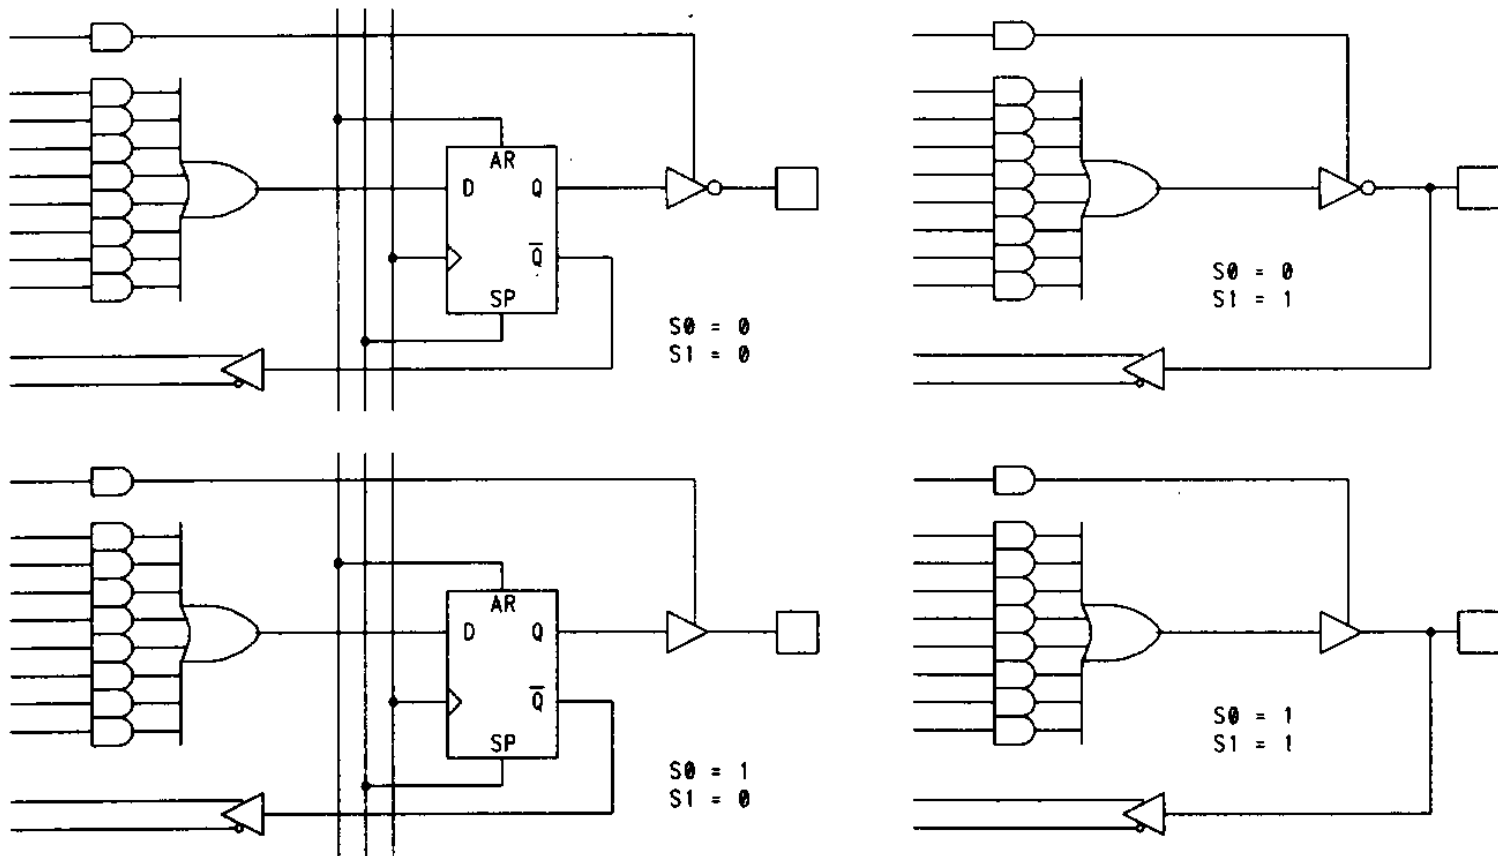 AR
D Q
Q̅
SP
S0 = 0
S1 = 0
S0 = 0
S1 = 1
AR
D Q
Q̅
SP
S0 = 1
S1 = 0
S0 = 1
S1 = 1